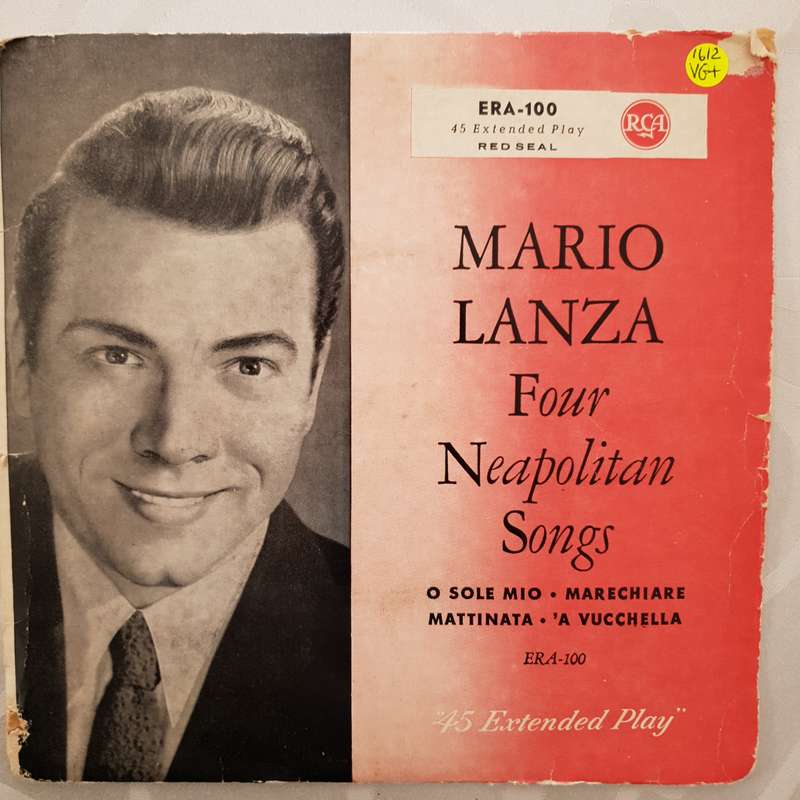 1612
VG+
ERA-100
45 Extended Play
RED SEAL
RCA
MARIO
LANZA
Four
Neapolitan
Songs
O SOLE MIO • MARECHIARE
MATTINATA • 'A VUCCHELLA
ERA-100
"45 Extended Play"